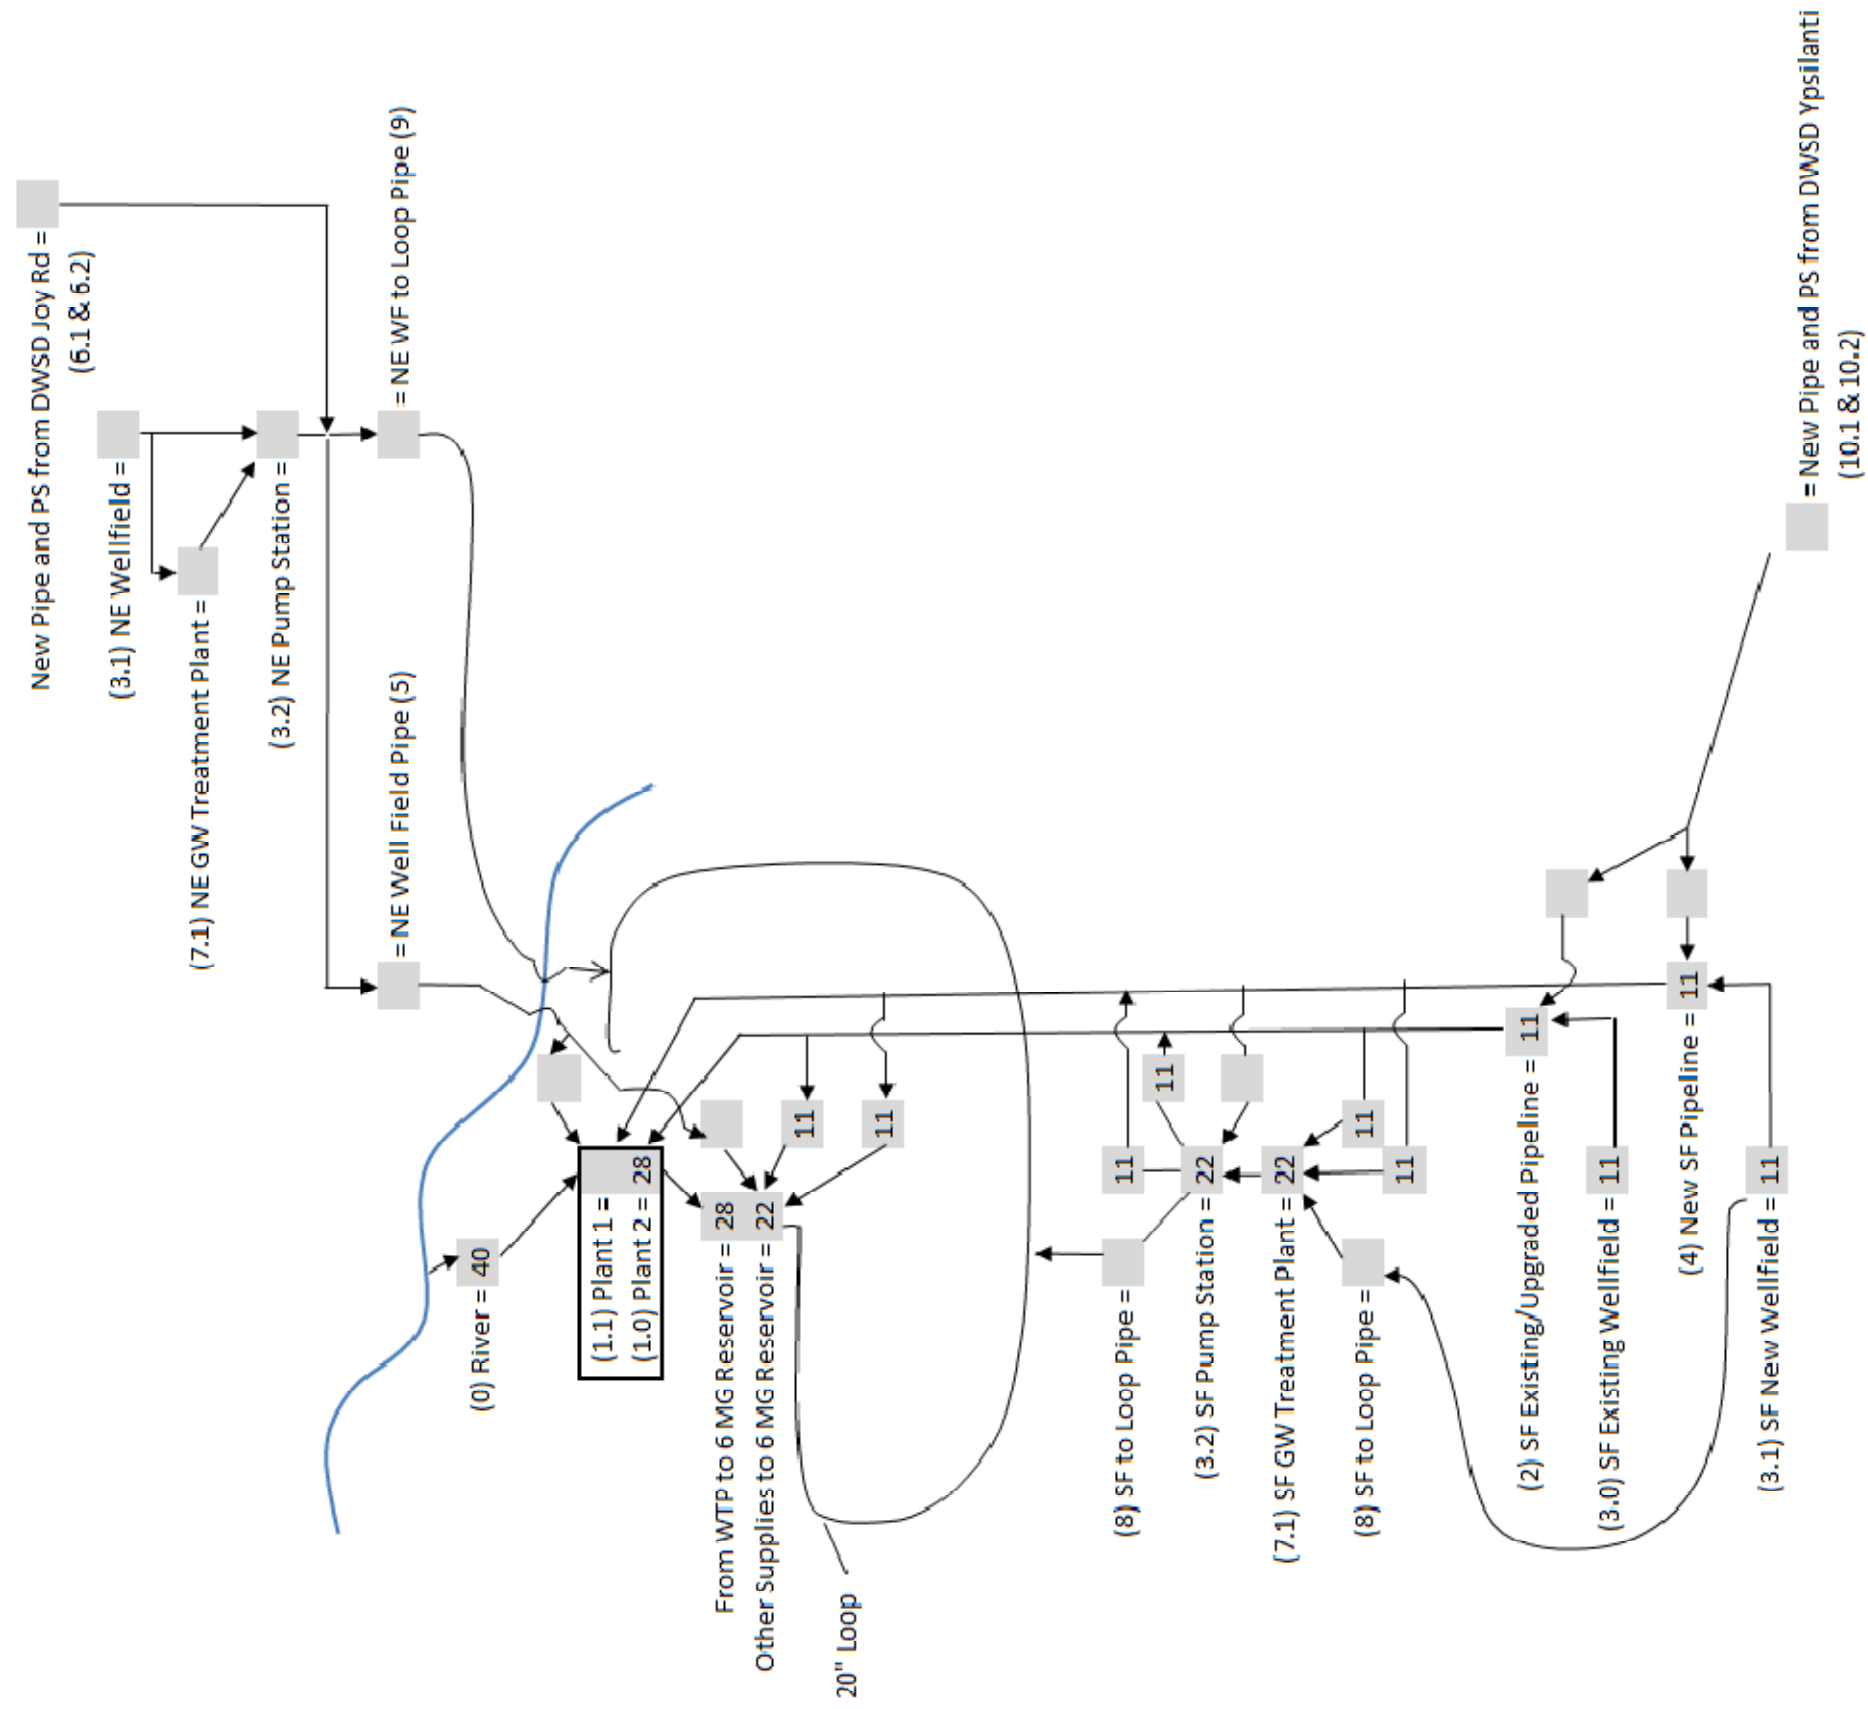 New Pipe and PS from DWSD Joy Rd =
(6.1 & 6.2)
(3.1) NE Wellfield =
(7.1) NE GW Treatment Plant =
(3.2) NE Pump Station =
= NE WF to Loop Pipe (9)
= NE Well Field Pipe (5)
(0) River = 40
(1.1) Plant 1 =
(1.0) Plant 2 = 28
From WTP to 6 MG Reservoir = 28
Other Supplies to 6 MG Reservoir = 22
11
11
20" Loop
(8) SF to Loop Pipe =
11
11
(3.2) SF Pump Station = 22
(7.1) SF GW Treatment Plant = 22
(8) SF to Loop Pipe =
11
11
(2) SF Existing/Upgraded Pipeline = 11
(3.0) SF Existing Wellfield = 11
(4) New SF Pipeline = 11
(3.1) SF New Wellfield = 11
= New Pipe and PS from DWSD Ypsilanti
(10.1 & 10.2)